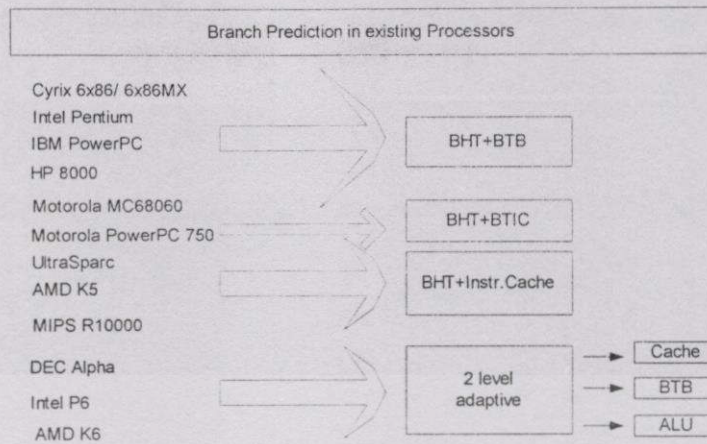 Branch Prediction in existing Processors
Cyrix 6x86/ 6x86MX
Intel Pentium
IBM PowerPC
HP 8000
BHT+BTB
Motorola MC68060
Motorola PowerPC 750
BHT+BTIC
UltraSparc
AMD K5
MIPS R10000
BHT+Instr.Cache
DEC Alpha
Intel P6
AMD K6
2 level
adaptive
Cache
BTB
ALU